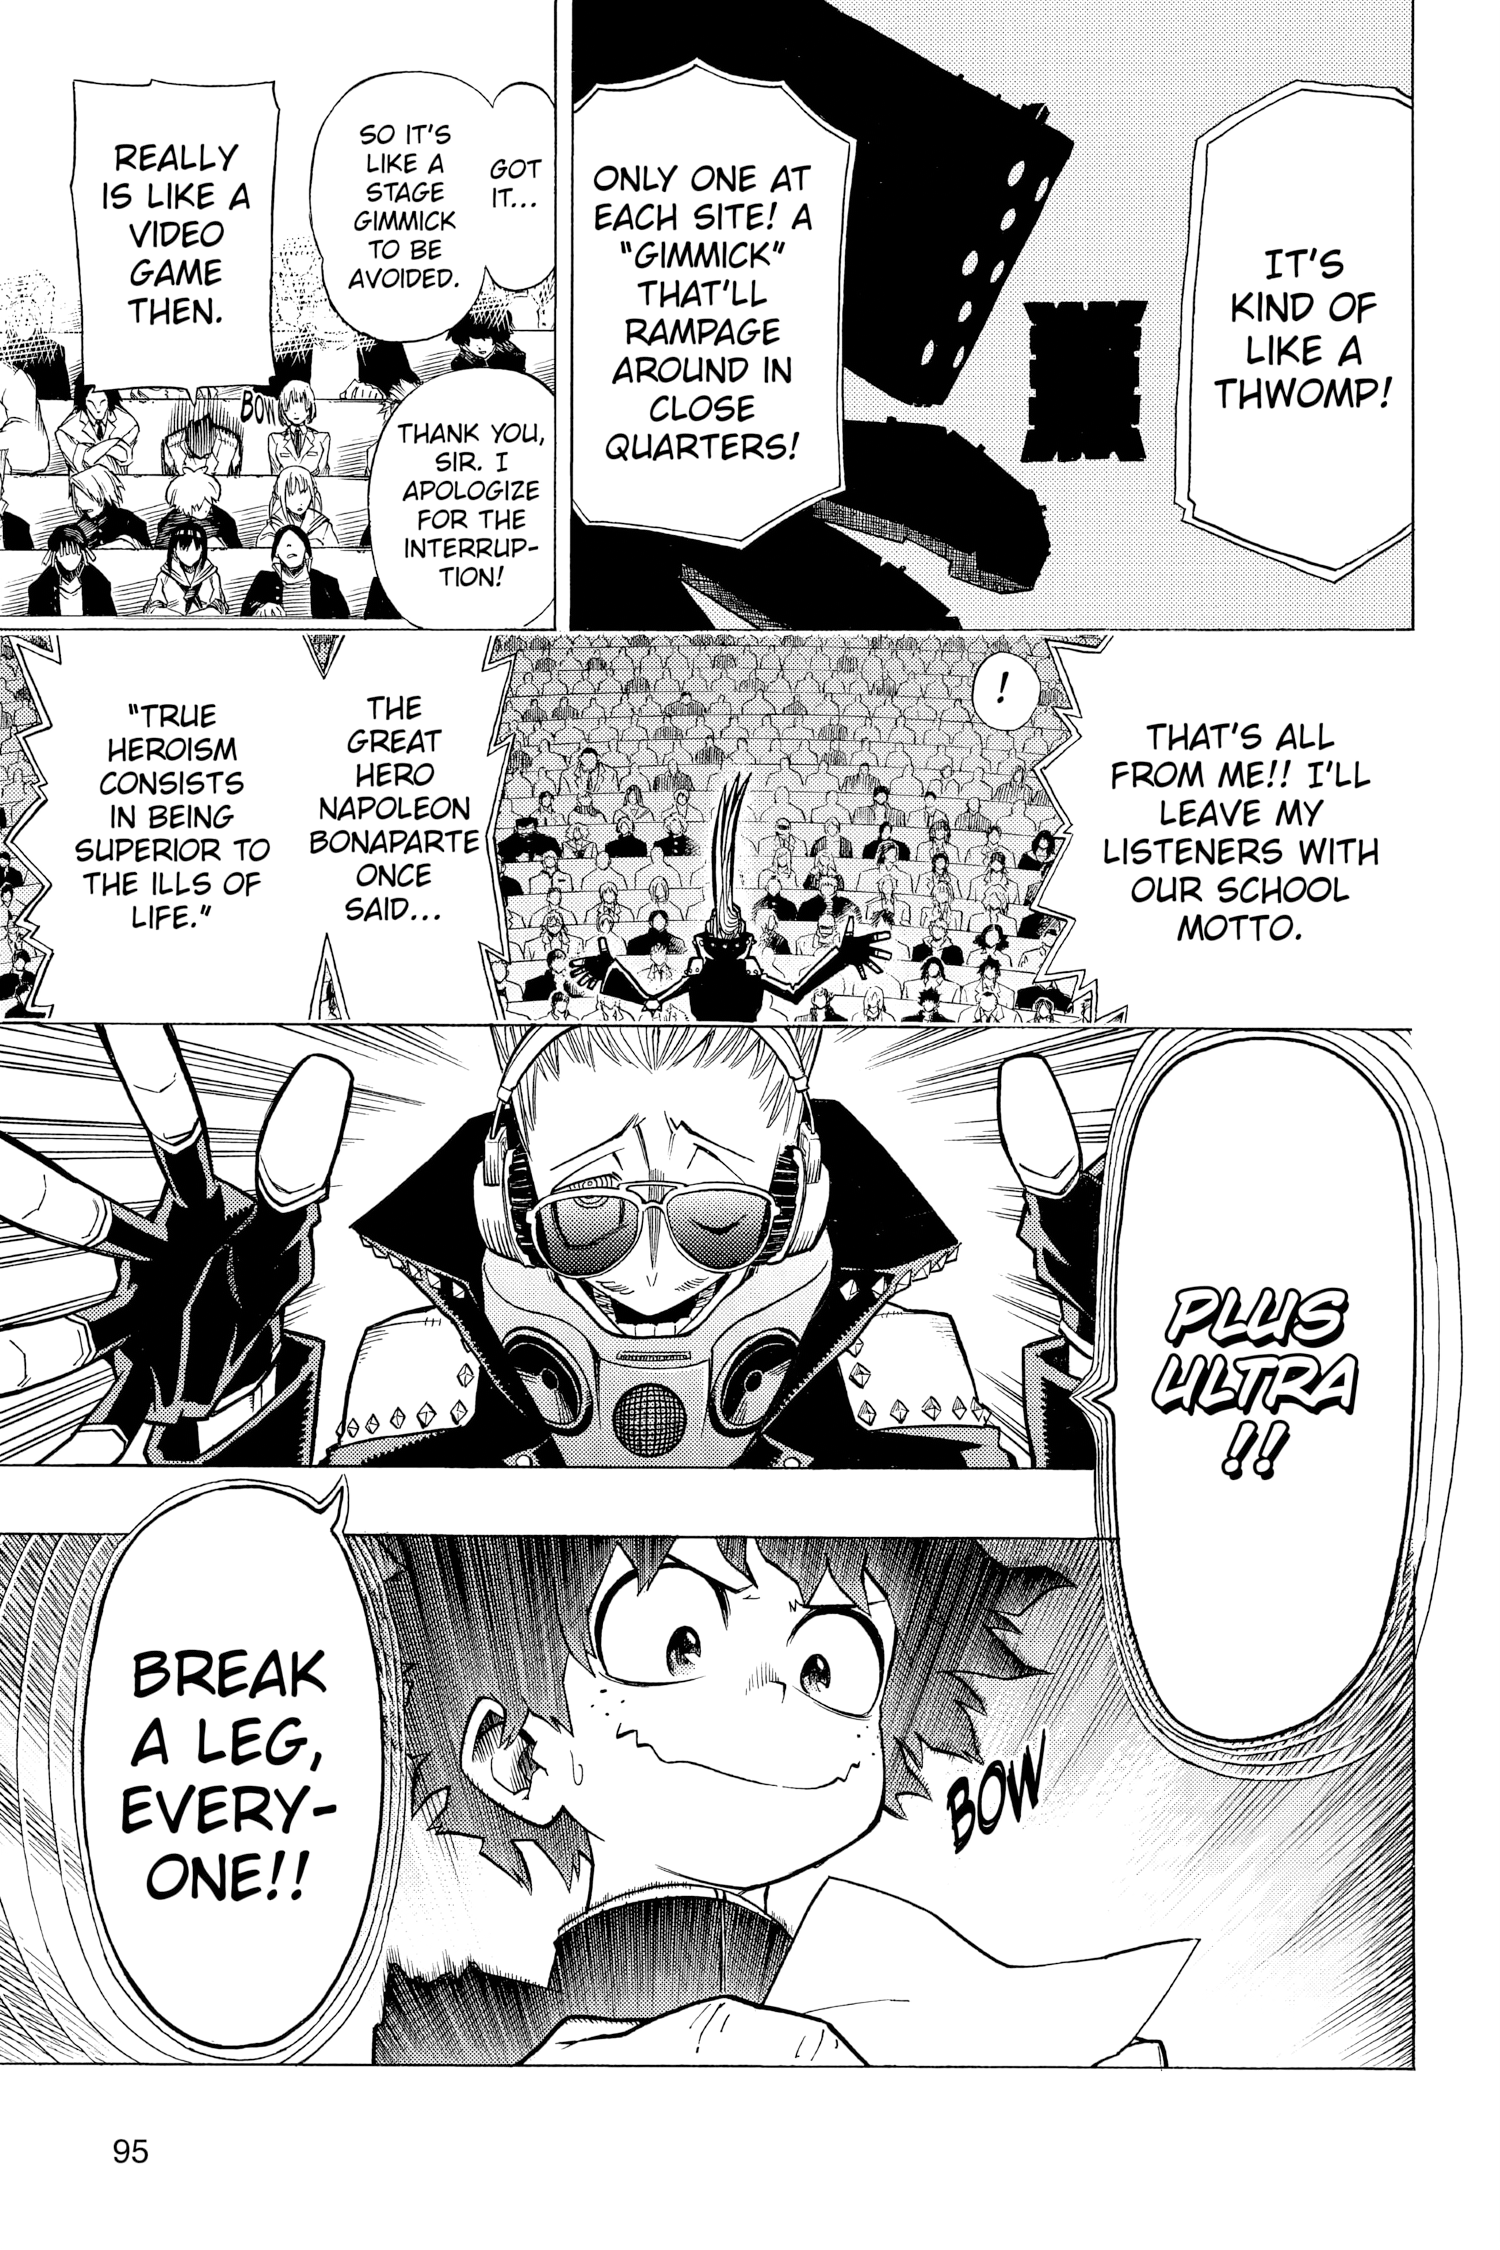 IT'S
KIND OF
LIKE A
THWOMP!
ONLY ONE AT
EACH SITE! A
"GIMMICK"
THAT'LL
RAMPAGE
AROUND IN
CLOSE
QUARTERS!
GOT
IT...
SO IT'S
LIKE A
STAGE
GIMMICK
TO BE
AVOIDED.
THANK YOU,
SIR. I
APOLOGIZE
FOR THE
INTERRUP-
TION!
BOW
REALLY
IS LIKE A
VIDEO
GAME
THEN.
THAT'S ALL
FROM ME!! I'LL
LEAVE MY
LISTENERS WITH
OUR SCHOOL
MOTTO.
!
THE
GREAT
HERO
NAPOLEON
BONAPARTE
ONCE
SAID...
"TRUE
HEROISM
CONSISTS
IN BEING
SUPERIOR TO
THE ILLS OF
LIFE."
PLUS
ULTRA
!!
BOW
BREAK
A LEG,
EVERY-
ONE!!
95